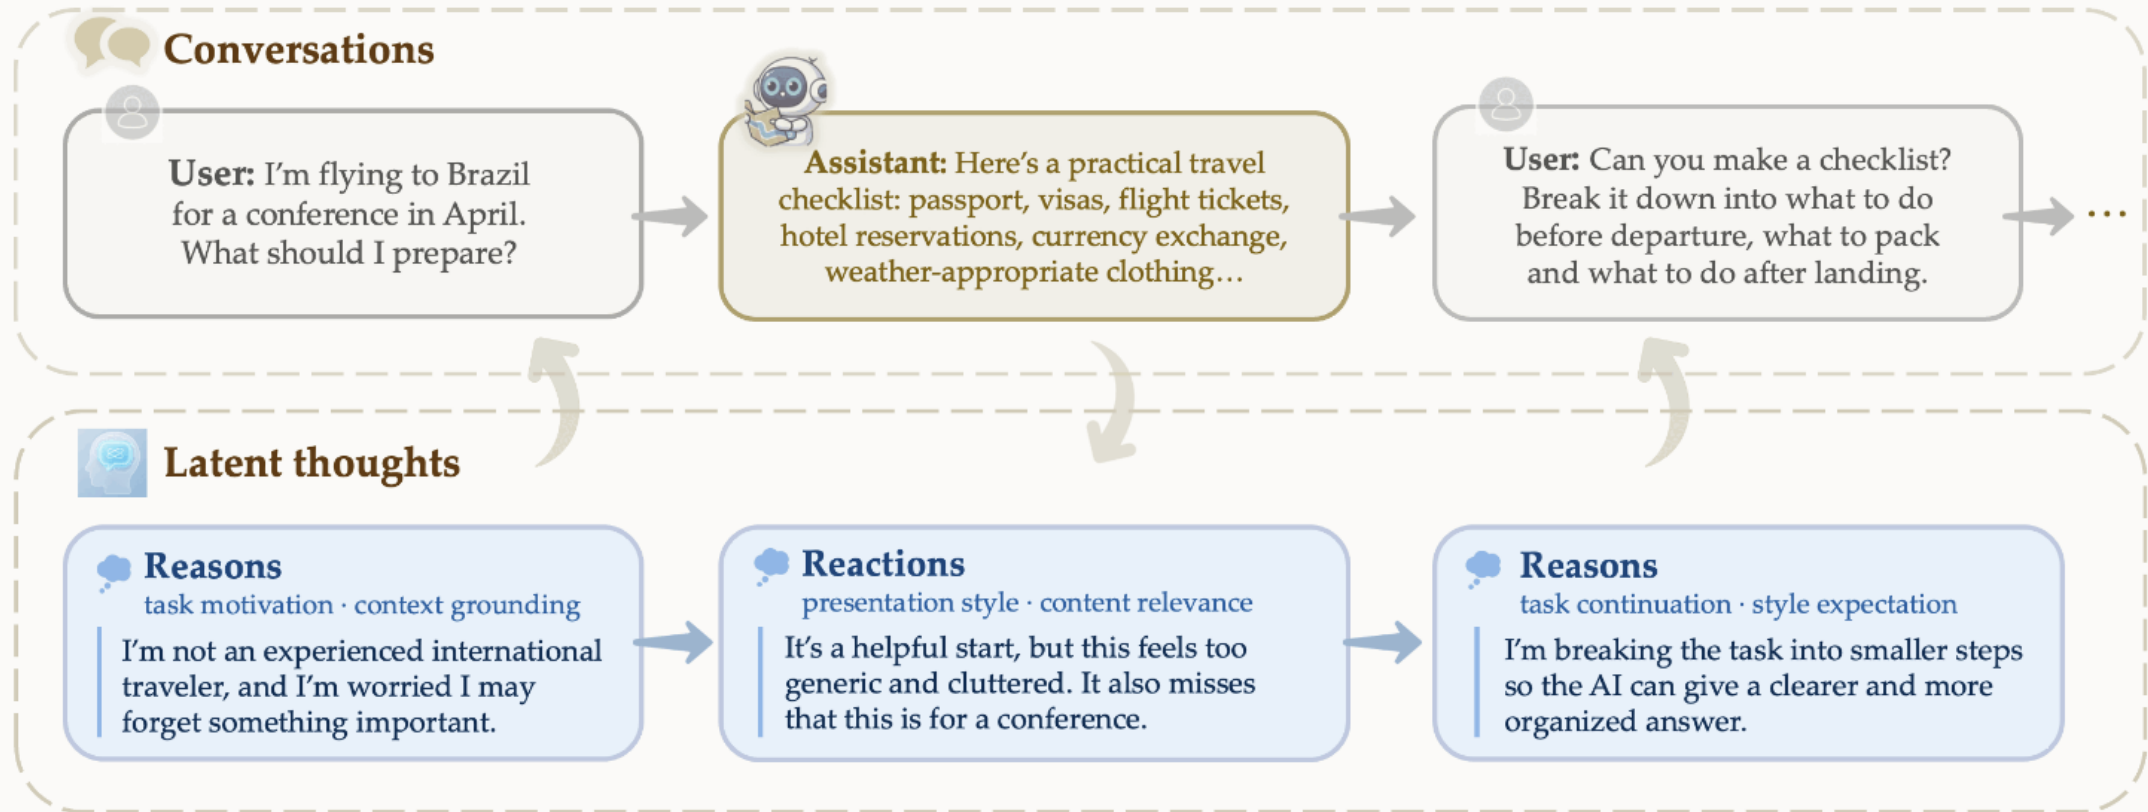 Conversations
User: I'm flying to Brazil
for a conference in April.
What should I prepare?
Assistant: Here's a practical travel
checklist: passport, visas, flight tickets,
hotel reservations, currency exchange,
weather-appropriate clothing…
User: Can you make a checklist?
Break it down into what to do
before departure, what to pack
and what to do after landing.
…
Latent thoughts
Reasons
task motivation · context grounding
I'm not an experienced international
traveler, and I'm worried I may
forget something important.
Reactions
presentation style · content relevance
It's a helpful start, but this feels too
generic and cluttered. It also misses
that this is for a conference.
Reasons
task continuation · style expectation
I'm breaking the task into smaller steps
so the AI can give a clearer and more
organized answer.